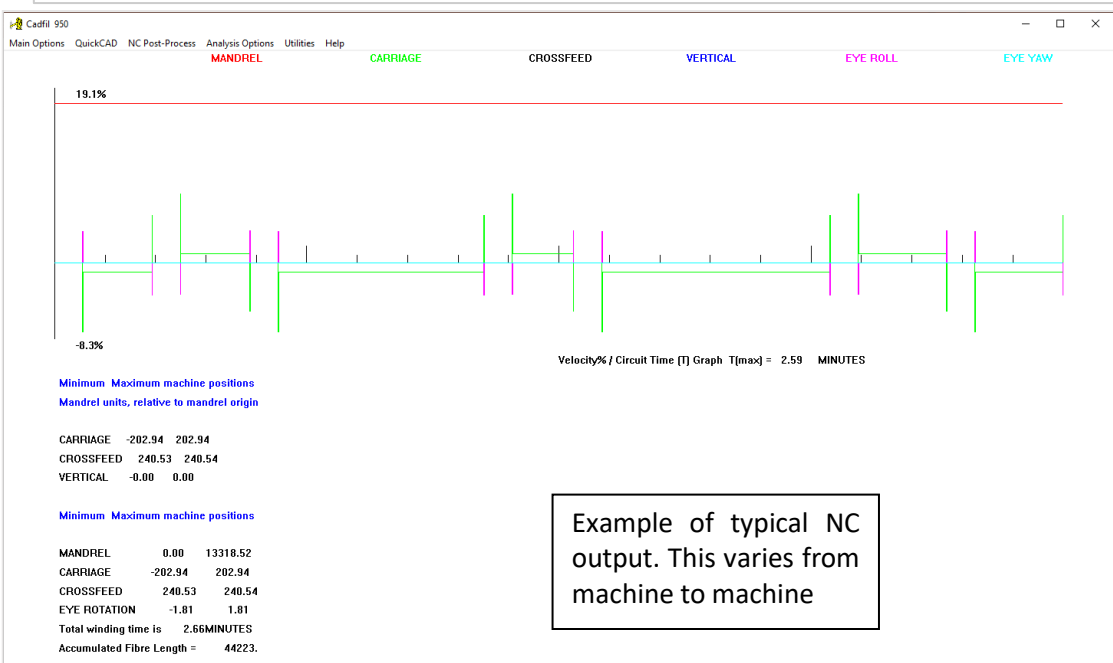 Cadfil 950
Main Options QuickCAD NC Post-Process Analysis Options Utilities Help
MANDREL CARRIAGE CROSSFEED VERTICAL EYE ROLL EYE YAW
19.1%
-8.3%
Velocity% / Circuit Time (T) Graph T(max) = 2.59 MINUTES
Minimum Maximum machine positions
Mandrel units, relative to mandrel origin
CARRIAGE -202.94 202.94
CROSSFEED 240.53 240.54
VERTICAL -0.00 0.00
Minimum Maximum machine positions
MANDREL 0.00 13318.52
CARRIAGE -202.94 202.94
CROSSFEED 240.53 240.54
EYE ROTATION -1.81 1.81
Total winding time is 2.66MINUTES
Accumulated Fibre Length = 44223.
Example of typical NC
output. This varies from
machine to machine